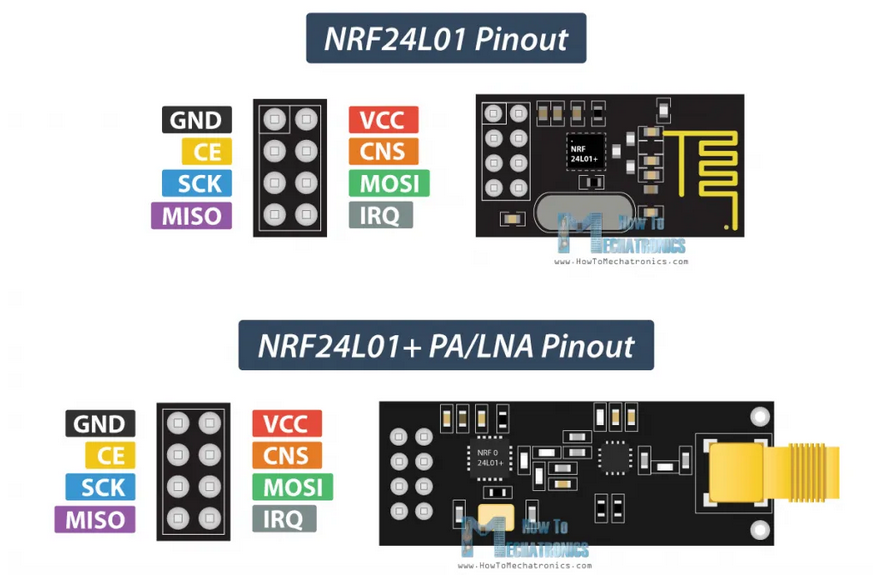 NRF24L01 Pinout
GND VCC
CE CNS
SCK MOSI
MISO IRQ
NRF
24L01+
How To
MECHATRONICS
www.HowToMechatronics.com
NRF24L01+ PA/LNA Pinout
GND VCC
CE CNS
SCK MOSI
MISO IRQ
NRF 0
24L01+
How To
MECHATRONICS
www.HowToMechatronics.com